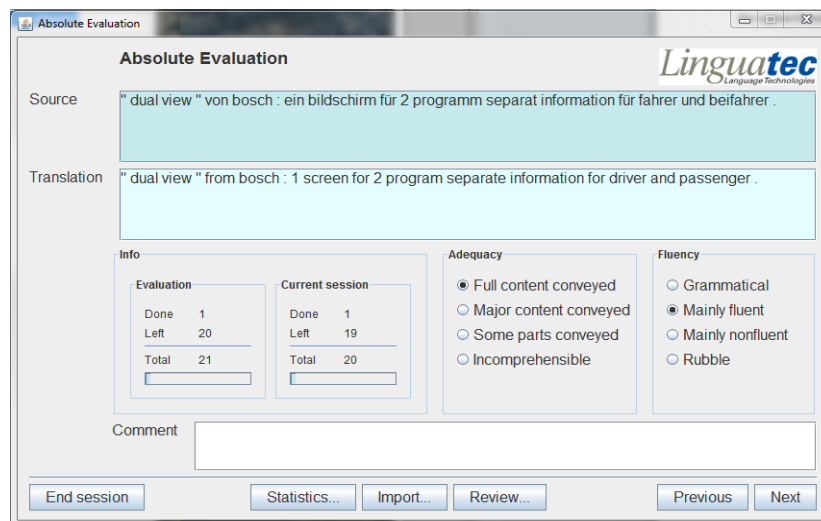 Absolute Evaluation
Absolute Evaluation
Linguatec
Language Technologies
Source
" dual view " von bosch : ein bildschirm für 2 programm separat information für fahrer und beifahrer .
Translation
" dual view " from bosch : 1 screen for 2 program separate information for driver and passenger .
Info
Evaluation
Done 1
Left 20
Total 21
Current session
Done 1
Left 19
Total 20
Adequacy
Full content conveyed
Major content conveyed
Some parts conveyed
Incomprehensible
Fluency
Grammatical
Mainly fluent
Mainly nonfluent
Rubble
Comment
End session
Statistics...
Import...
Review...
Previous
Next